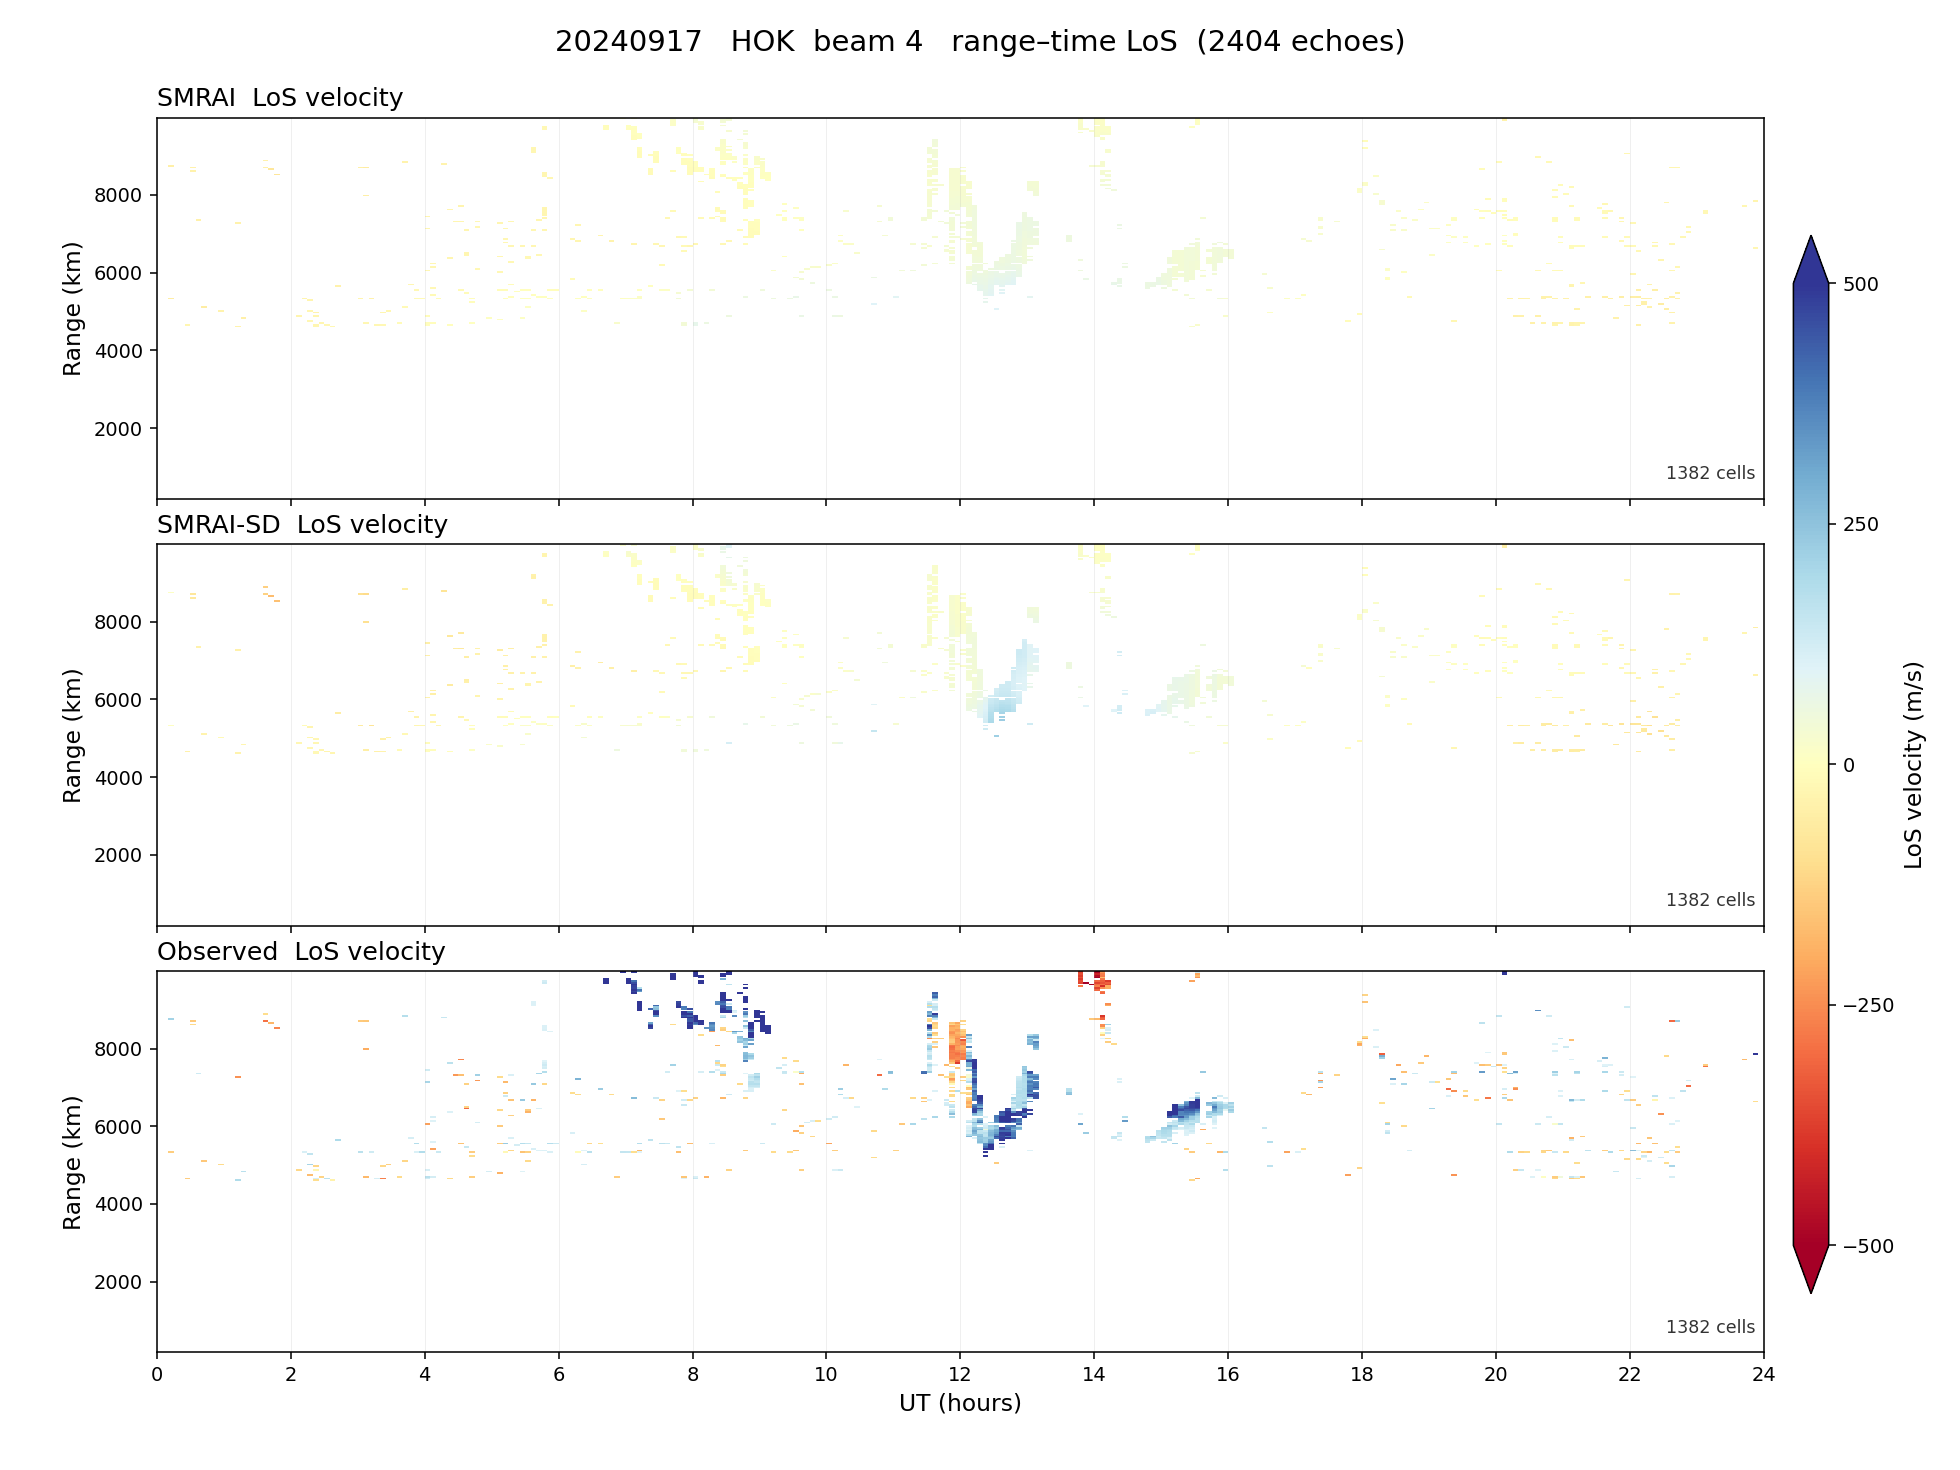 20240917   HOK  beam 4   range–time LoS  (2404 echoes)
SMRAI  LoS velocity
8000
6000
4000
2000
Range (km)
1382 cells
SMRAI-SD  LoS velocity
8000
6000
4000
2000
Range (km)
1382 cells
Observed  LoS velocity
8000
6000
4000
2000
Range (km)
1382 cells
0 2 4 6 8 10 12 14 16 18 20 22 24
UT (hours)
500
250
0
−250
−500
LoS velocity (m/s)